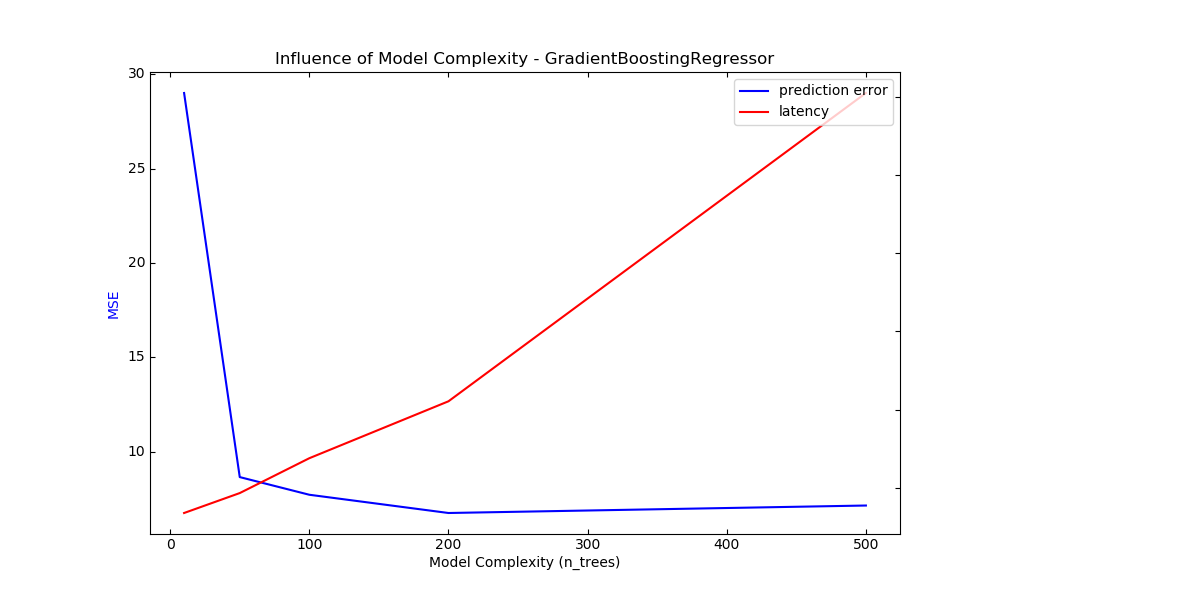 Influence of Model Complexity - GradientBoostingRegressor
30
25
20
15
10
MSE
prediction error
latency
0 100 200 300 400 500
Model Complexity (n_trees)